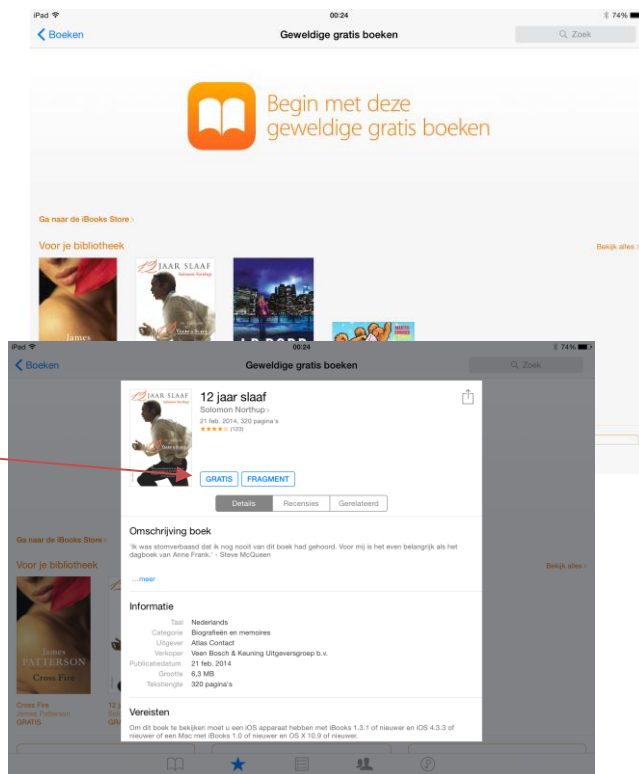 iPad 00:24 74%
Boeken Geweldige gratis boeken Zoek
Begin met deze
geweldige gratis boeken
Ga naar de iBooks Store >
Voor je bibliotheek Bekijk alles >
James
12 JAAR SLAAF
Solomon Northup
iPad 00:24 74%
Boeken Geweldige gratis boeken Zoek
12 JAAR SLAAF
12 jaar slaaf
Solomon Northup >
21 feb. 2014, 320 pagina's
★★★★☆ (123)
GRATIS FRAGMENT
Details Recensies Gerelateerd
Omschrijving boek
'Ik was stomverbaasd dat ik nog nooit van dit boek had gehoord. Voor mij is het even belangrijk als het
dagboek van Anne Frank.' - Steve McQueen
...meer
Informatie
Taal Nederlands
Categorie Biografieën en memoires
Uitgever Atlas Contact
Verkoper Veen Bosch & Keuning Uitgeversgroep b.v.
Publicatiedatum 21 feb. 2014
Grootte 6,3 MB
Tekstlengte 320 pagina's
Vereisten
Om dit boek te bekijken moet u een iOS apparaat hebben met iBooks 1.3.1 of nieuwer en iOS 4.3.3 of
nieuwer of een Mac met iBooks 1.0 of nieuwer en OS X 10.9 of nieuwer.
Ga naar de iBooks Store >
Voor je bibliotheek Bekijk alles >
James
PATTERSON
Cross Fire
Cross Fire
James Patterson
GRATIS